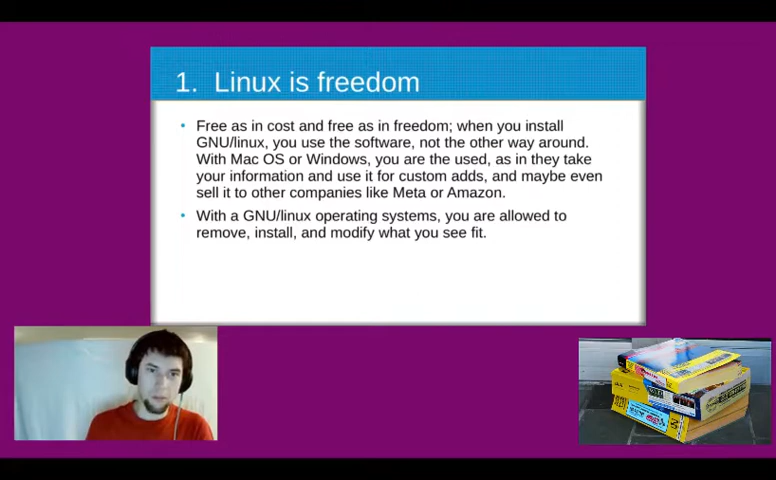 1. Linux is freedom
• Free as in cost and free as in freedom; when you install
GNU/linux, you use the software, not the other way around.
With Mac OS or Windows, you are the used, as in they take
your information and use it for custom adds, and maybe even
sell it to other companies like Meta or Amazon.
• With a GNU/linux operating systems, you are allowed to
remove, install, and modify what you see fit.